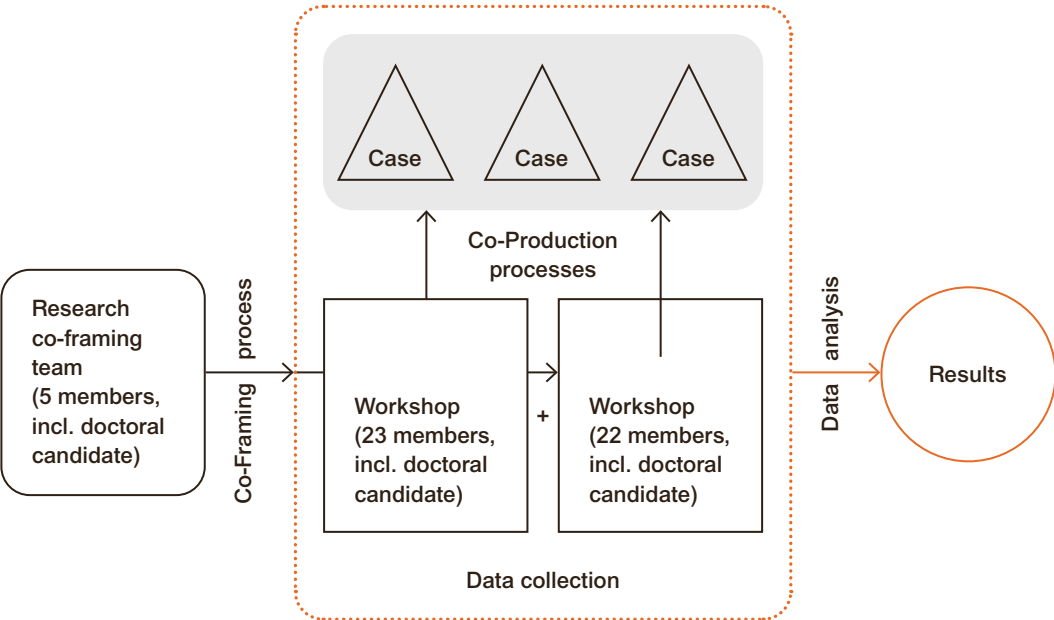 Case
Case
Case
Co-Production
processes
Research
co-framing
team
(5 members,
incl. doctoral
candidate)
Co-Framing process
Workshop
(23 members,
incl. doctoral
candidate)
+
Workshop
(22 members,
incl. doctoral
candidate)
Data analysis
Results
Data collection